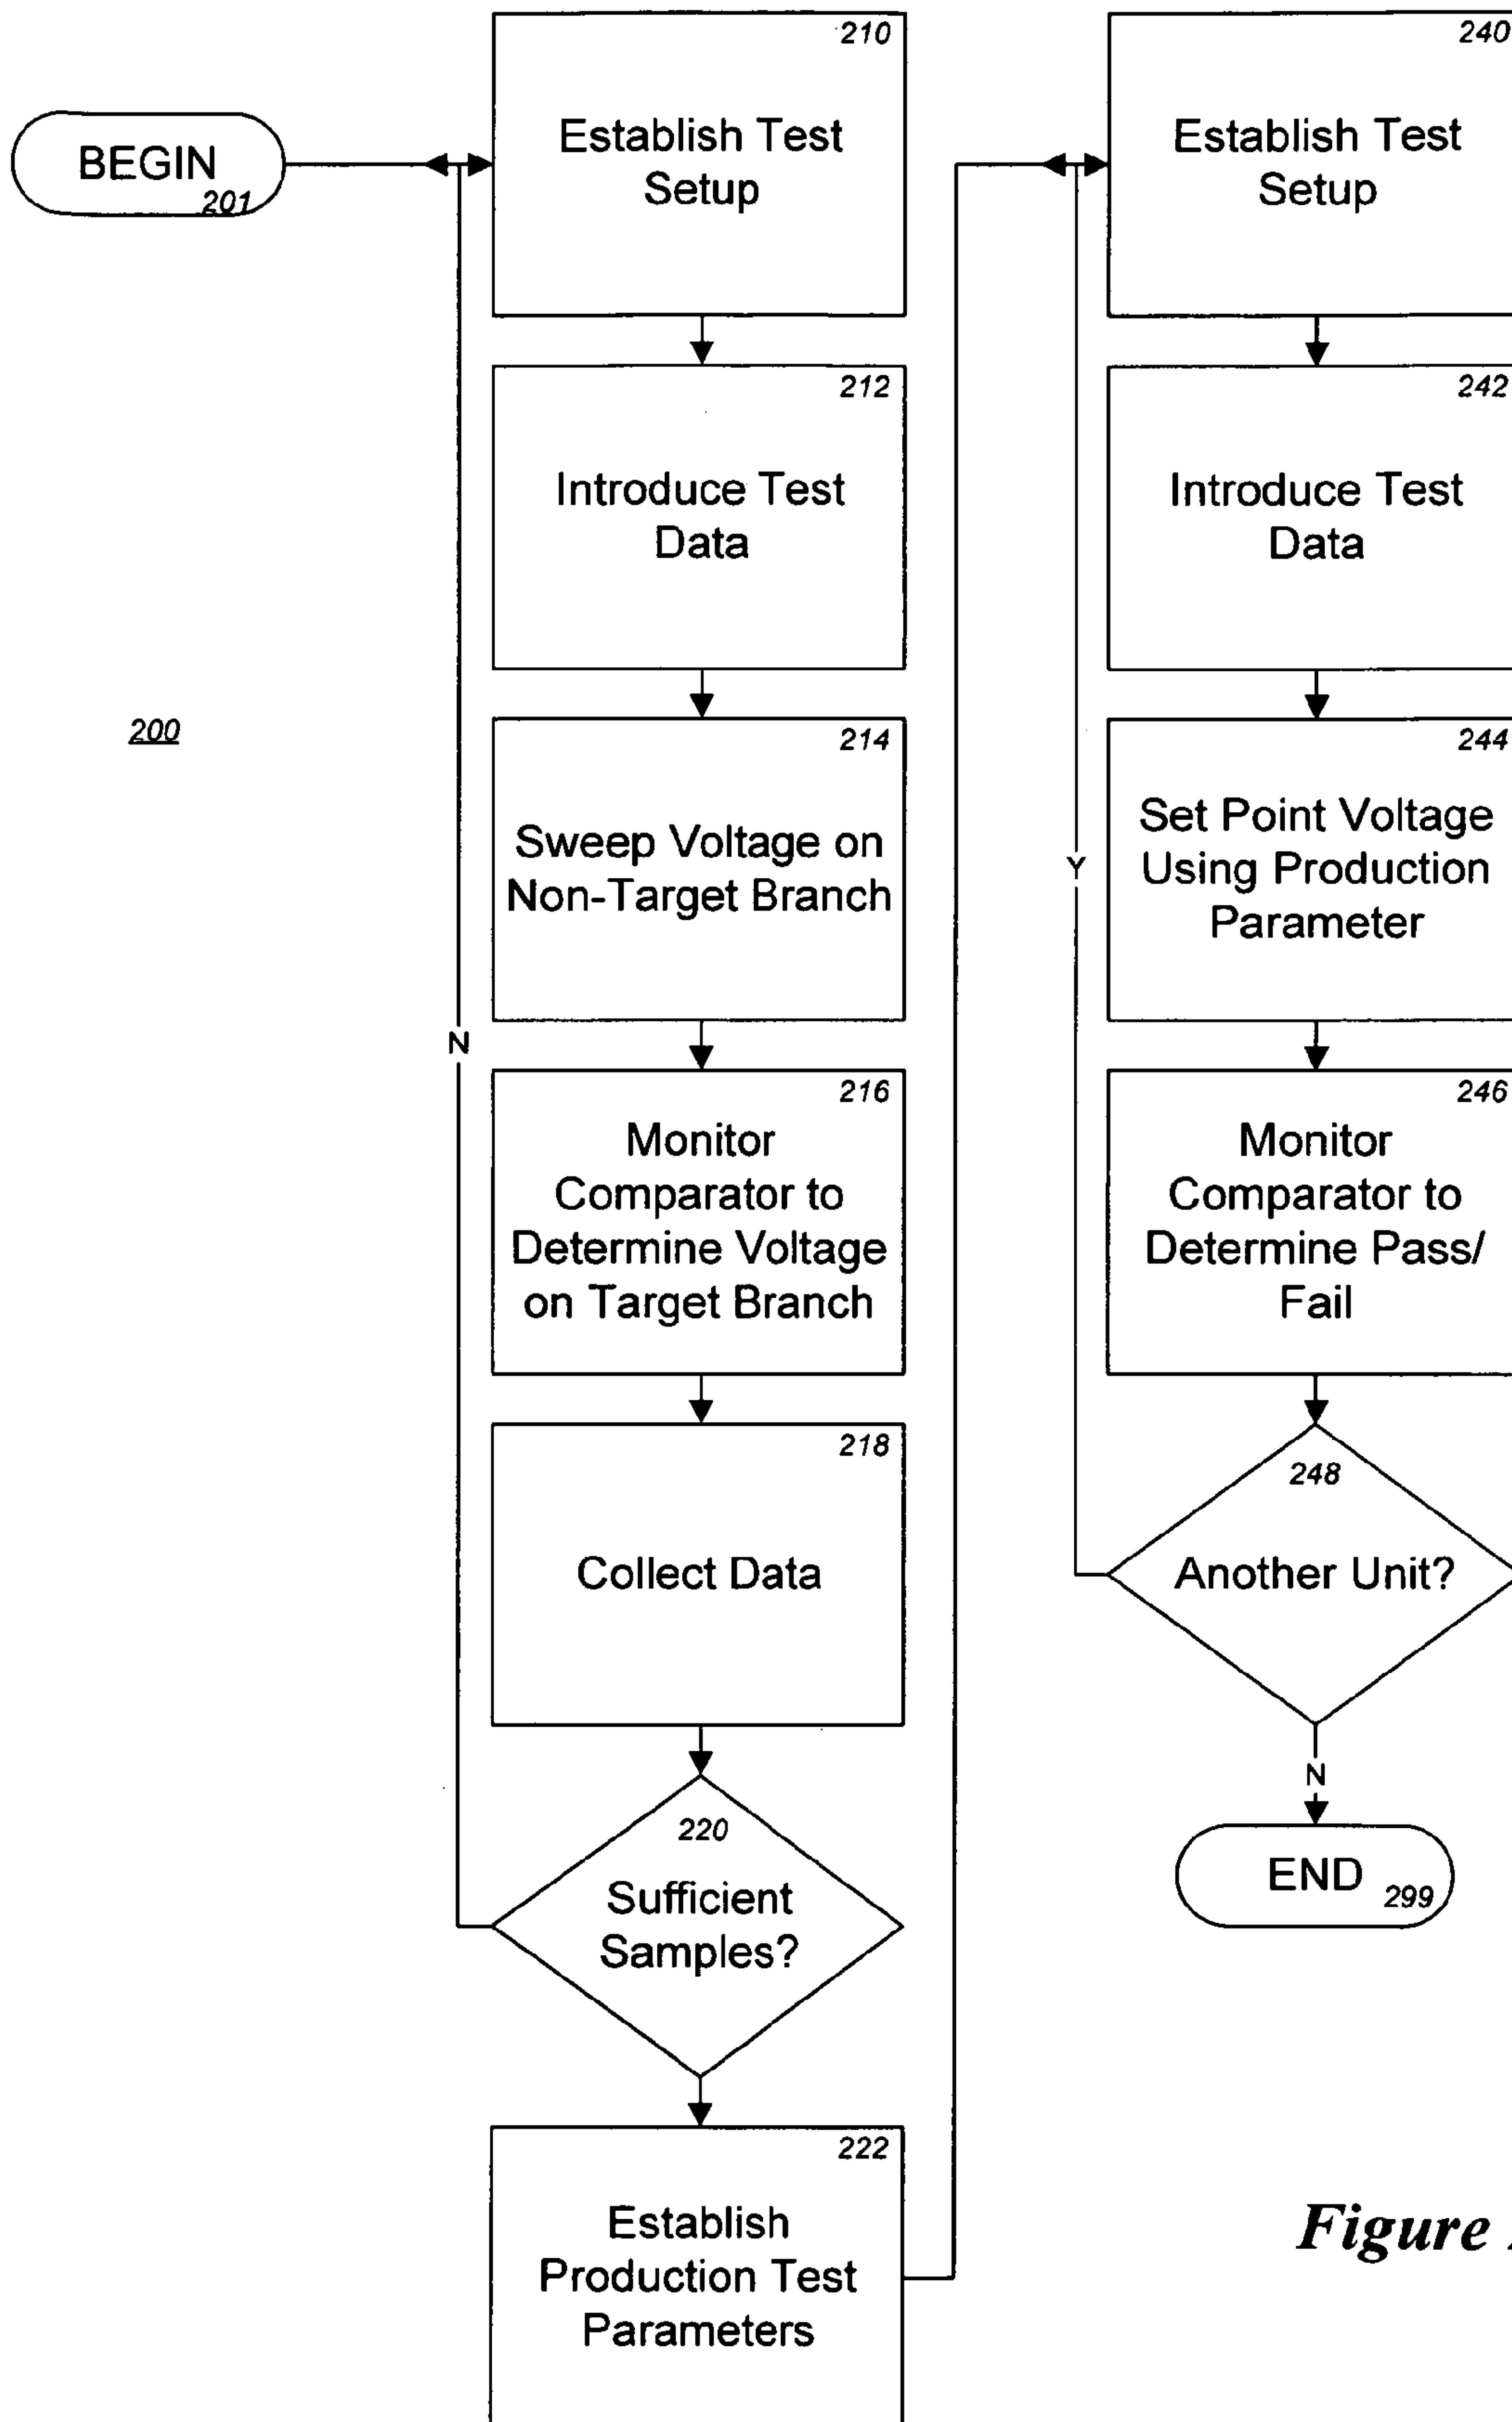 BEGIN
201
200
210
Establish Test
Setup
212
Introduce Test
Data
214
Sweep Voltage on
Non-Target Branch
N
216
Monitor
Comparator to
Determine Voltage
on Target Branch
218
Collect Data
220
Sufficient
Samples?
222
Establish
Production Test
Parameters
240
Establish Test
Setup
242
Introduce Test
Data
244
Set Point Voltage
Using Production
Parameter
Y
246
Monitor
Comparator to
Determine Pass/
Fail
248
Another Unit?
N
END
299
Figure